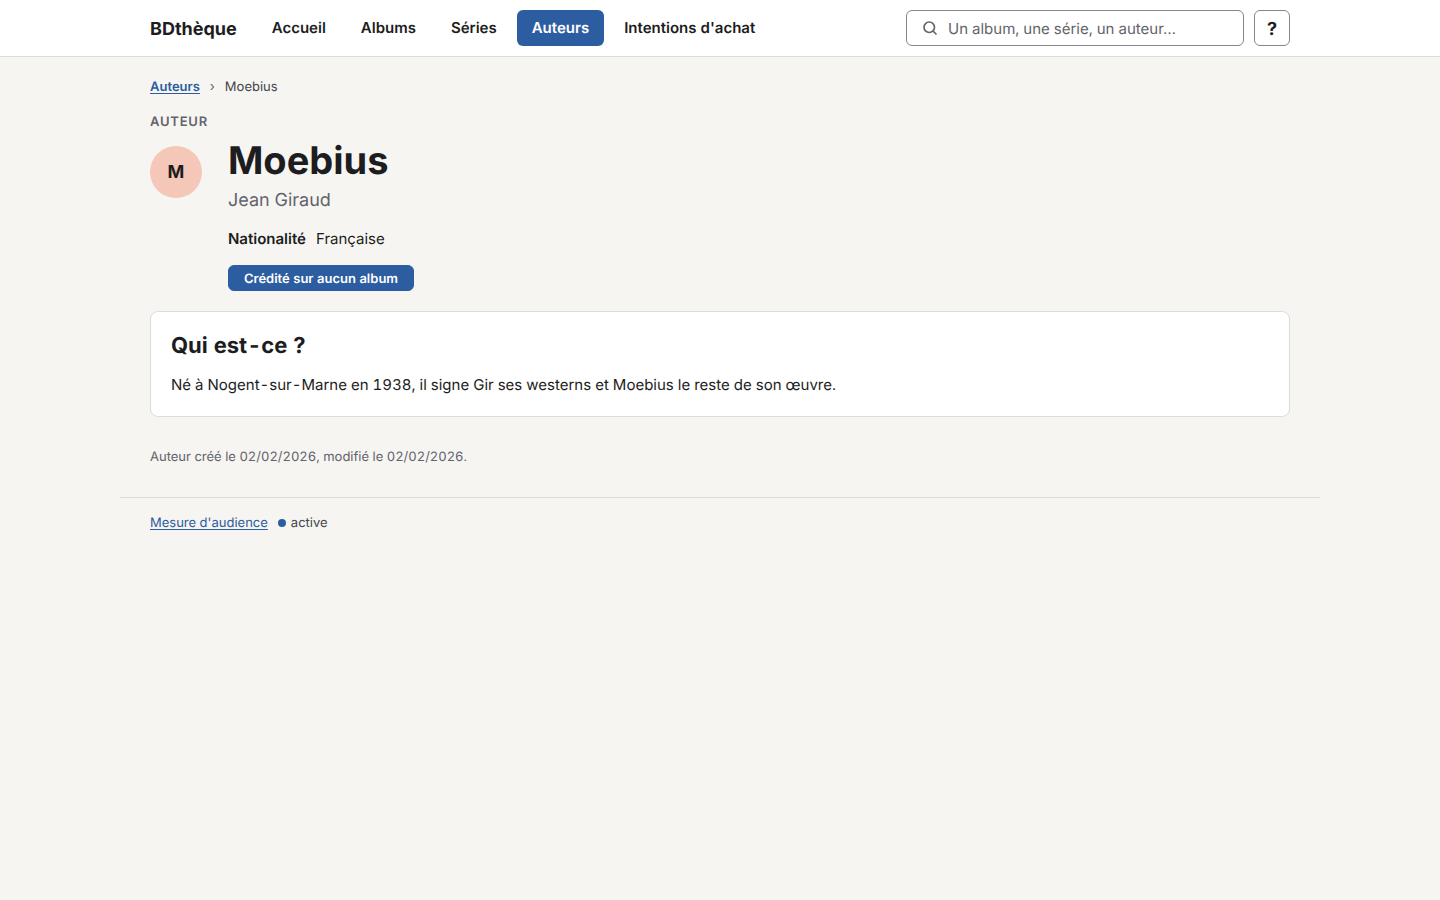 BDthèque Accueil Albums Séries Auteurs Intentions d'achat Un album, une série, un auteur... ?
Auteurs › Moebius
AUTEUR
M
Moebius
Jean Giraud
Nationalité Française
Crédité sur aucun album
Qui est-ce ?
Né à Nogent-sur-Marne en 1938, il signe Gir ses westerns et Moebius le reste de son œuvre.
Auteur créé le 02/02/2026, modifié le 02/02/2026.
Mesure d'audience active